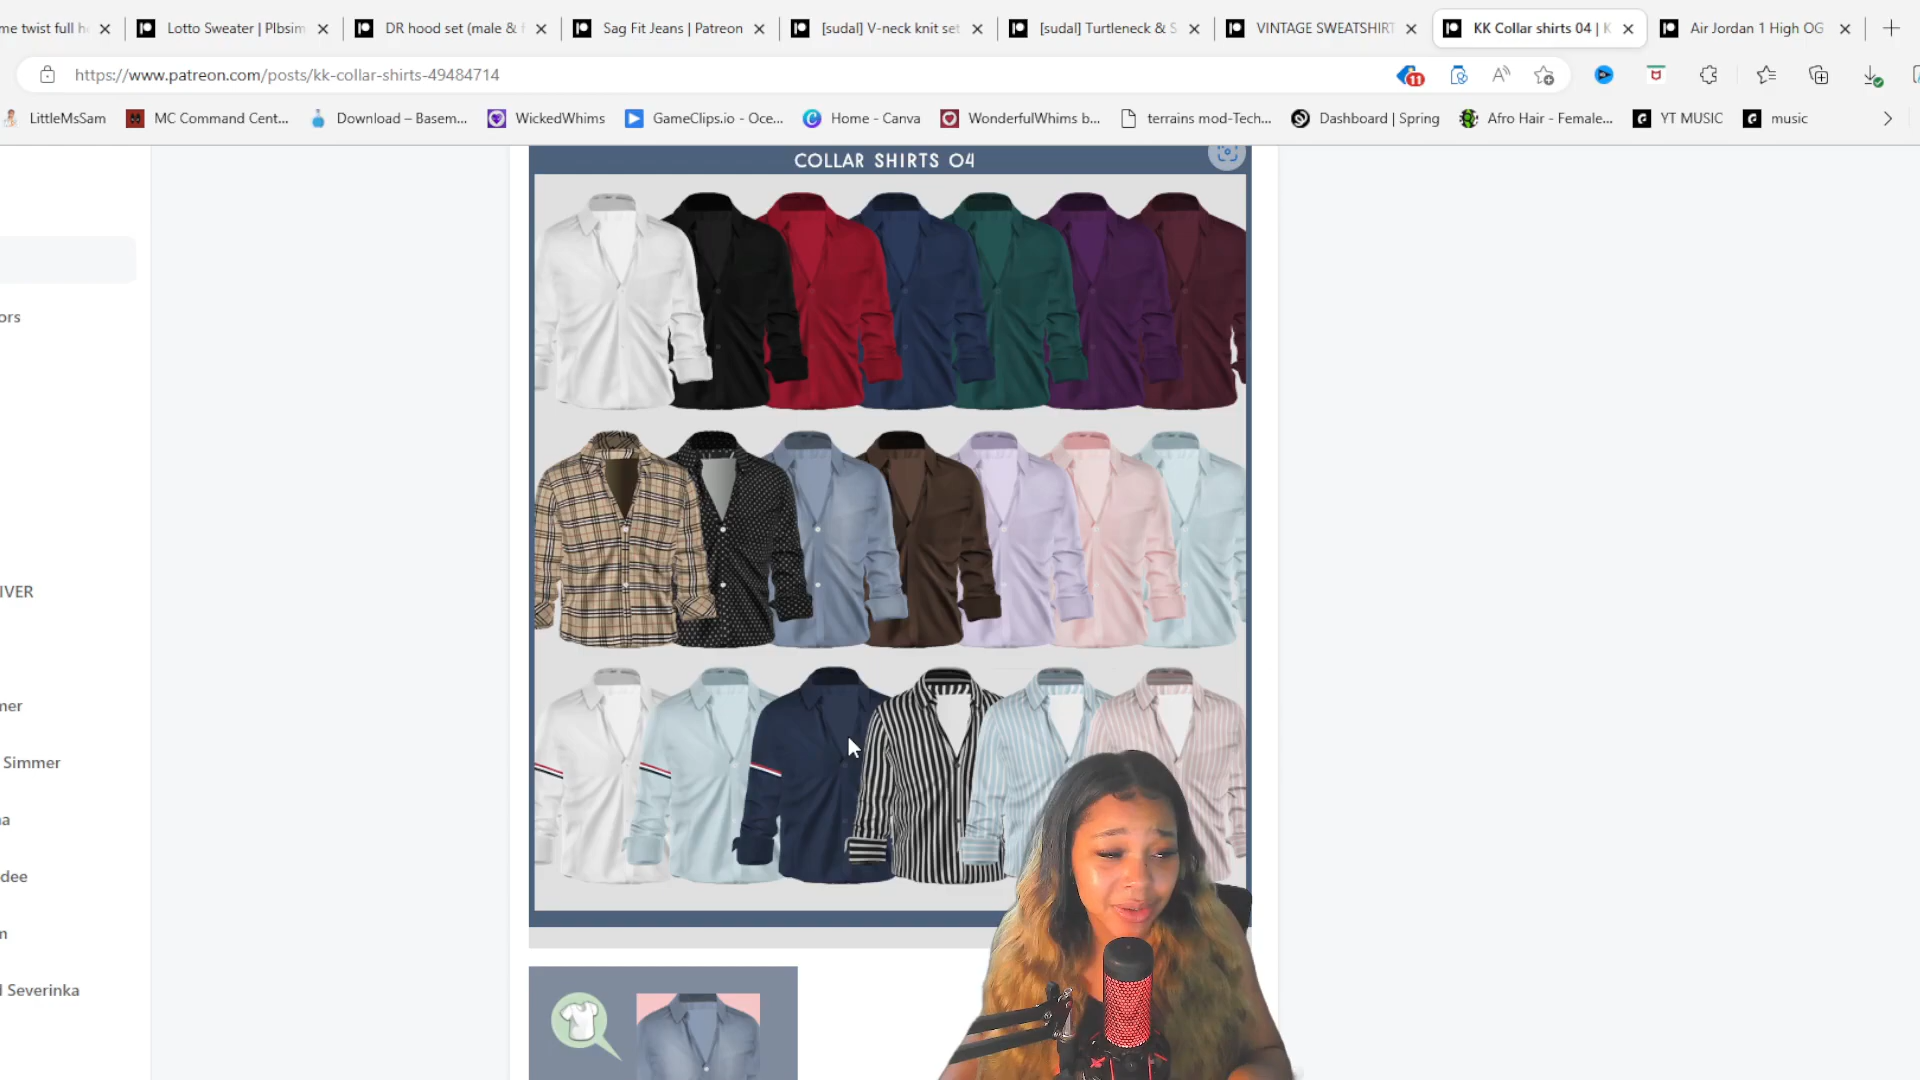 me twist full h
Lotto Sweater | Plbsim
DR hood set (male & f
Sag Fit Jeans | Patreon
[sudal] V-neck knit set
[sudal] Turtleneck & S
VINTAGE SWEATSHIRT
KK Collar shirts 04 | K
Air Jordan 1 High OG
https://www.patreon.com/posts/kk-collar-shirts-49484714
11
LittleMsSam
MC Command Cent...
Download – Basem...
WickedWhims
GameClips.io - Oce...
Home - Canva
WonderfulWhims b...
terrains mod-Tech...
Dashboard | Spring
Afro Hair - Female...
YT MUSIC
music
COLLAR SHIRTS 04
ors
IVER
mer
Simmer
a
dee
m
l Severinka